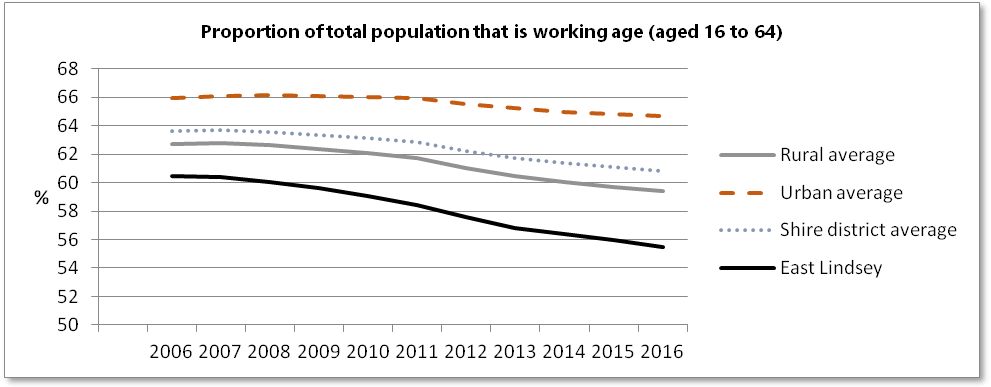 Proportion of total population that is working age (aged 16 to 64)
68
66
64
62
60
58
56
54
52
50
%
2006 2007 2008 2009 2010 2011 2012 2013 2014 2015 2016
Rural average
Urban average
Shire district average
East Lindsey